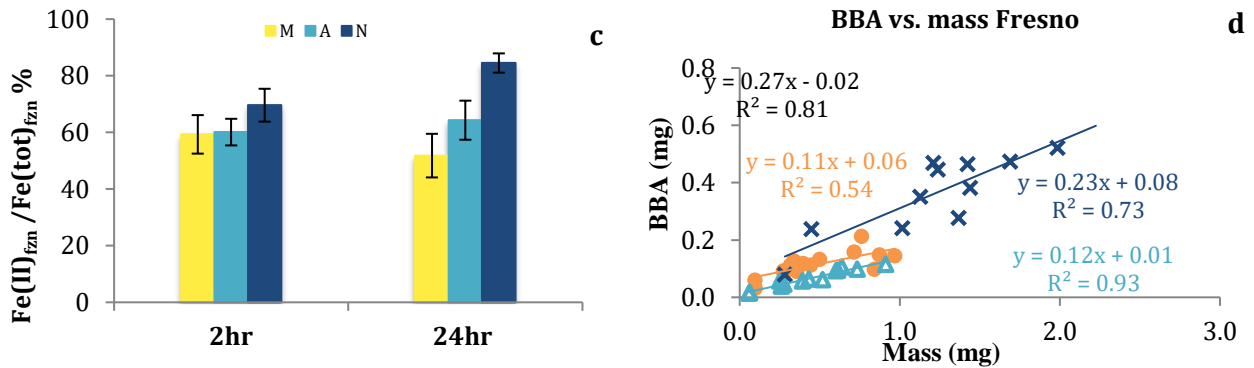 Fe(II)fzn /Fe(tot)fzn %
100
80
60
40
20
0
M A N
c
2hr 24hr
BBA vs. mass Fresno
d
BBA (mg)
0.8
0.6
0.4
0.2
0.0
y = 0.27x - 0.02
R² = 0.81
y = 0.11x + 0.06
R² = 0.54
y = 0.23x + 0.08
R² = 0.73
y = 0.12x + 0.01
R² = 0.93
0.0 1.0 2.0 3.0
Mass (mg)